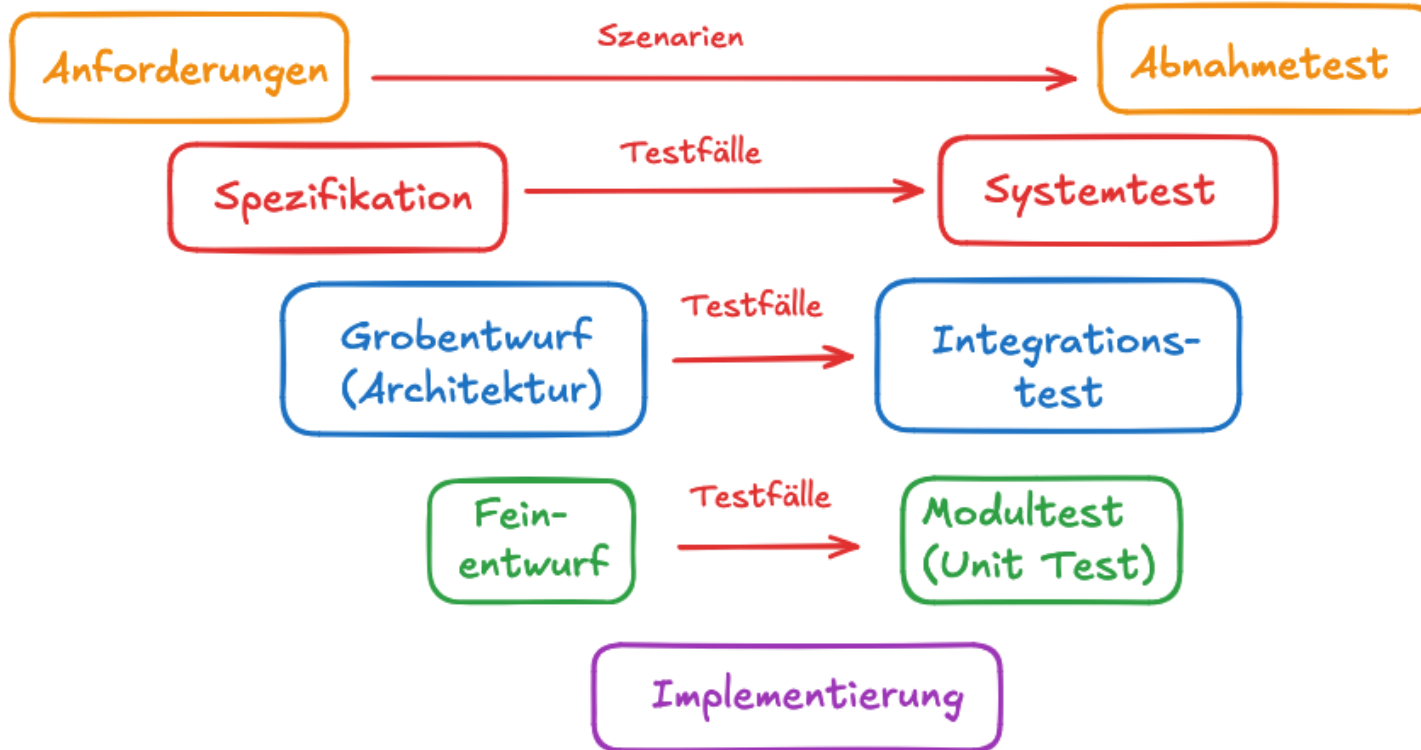 Anforderungen
Szenarien
Abnahmetest
Spezifikation
Testfälle
Systemtest
Grobentwurf
(Architektur)
Testfälle
Integrations-
test
Fein-
entwurf
Testfälle
Modultest
(Unit Test)
Implementierung